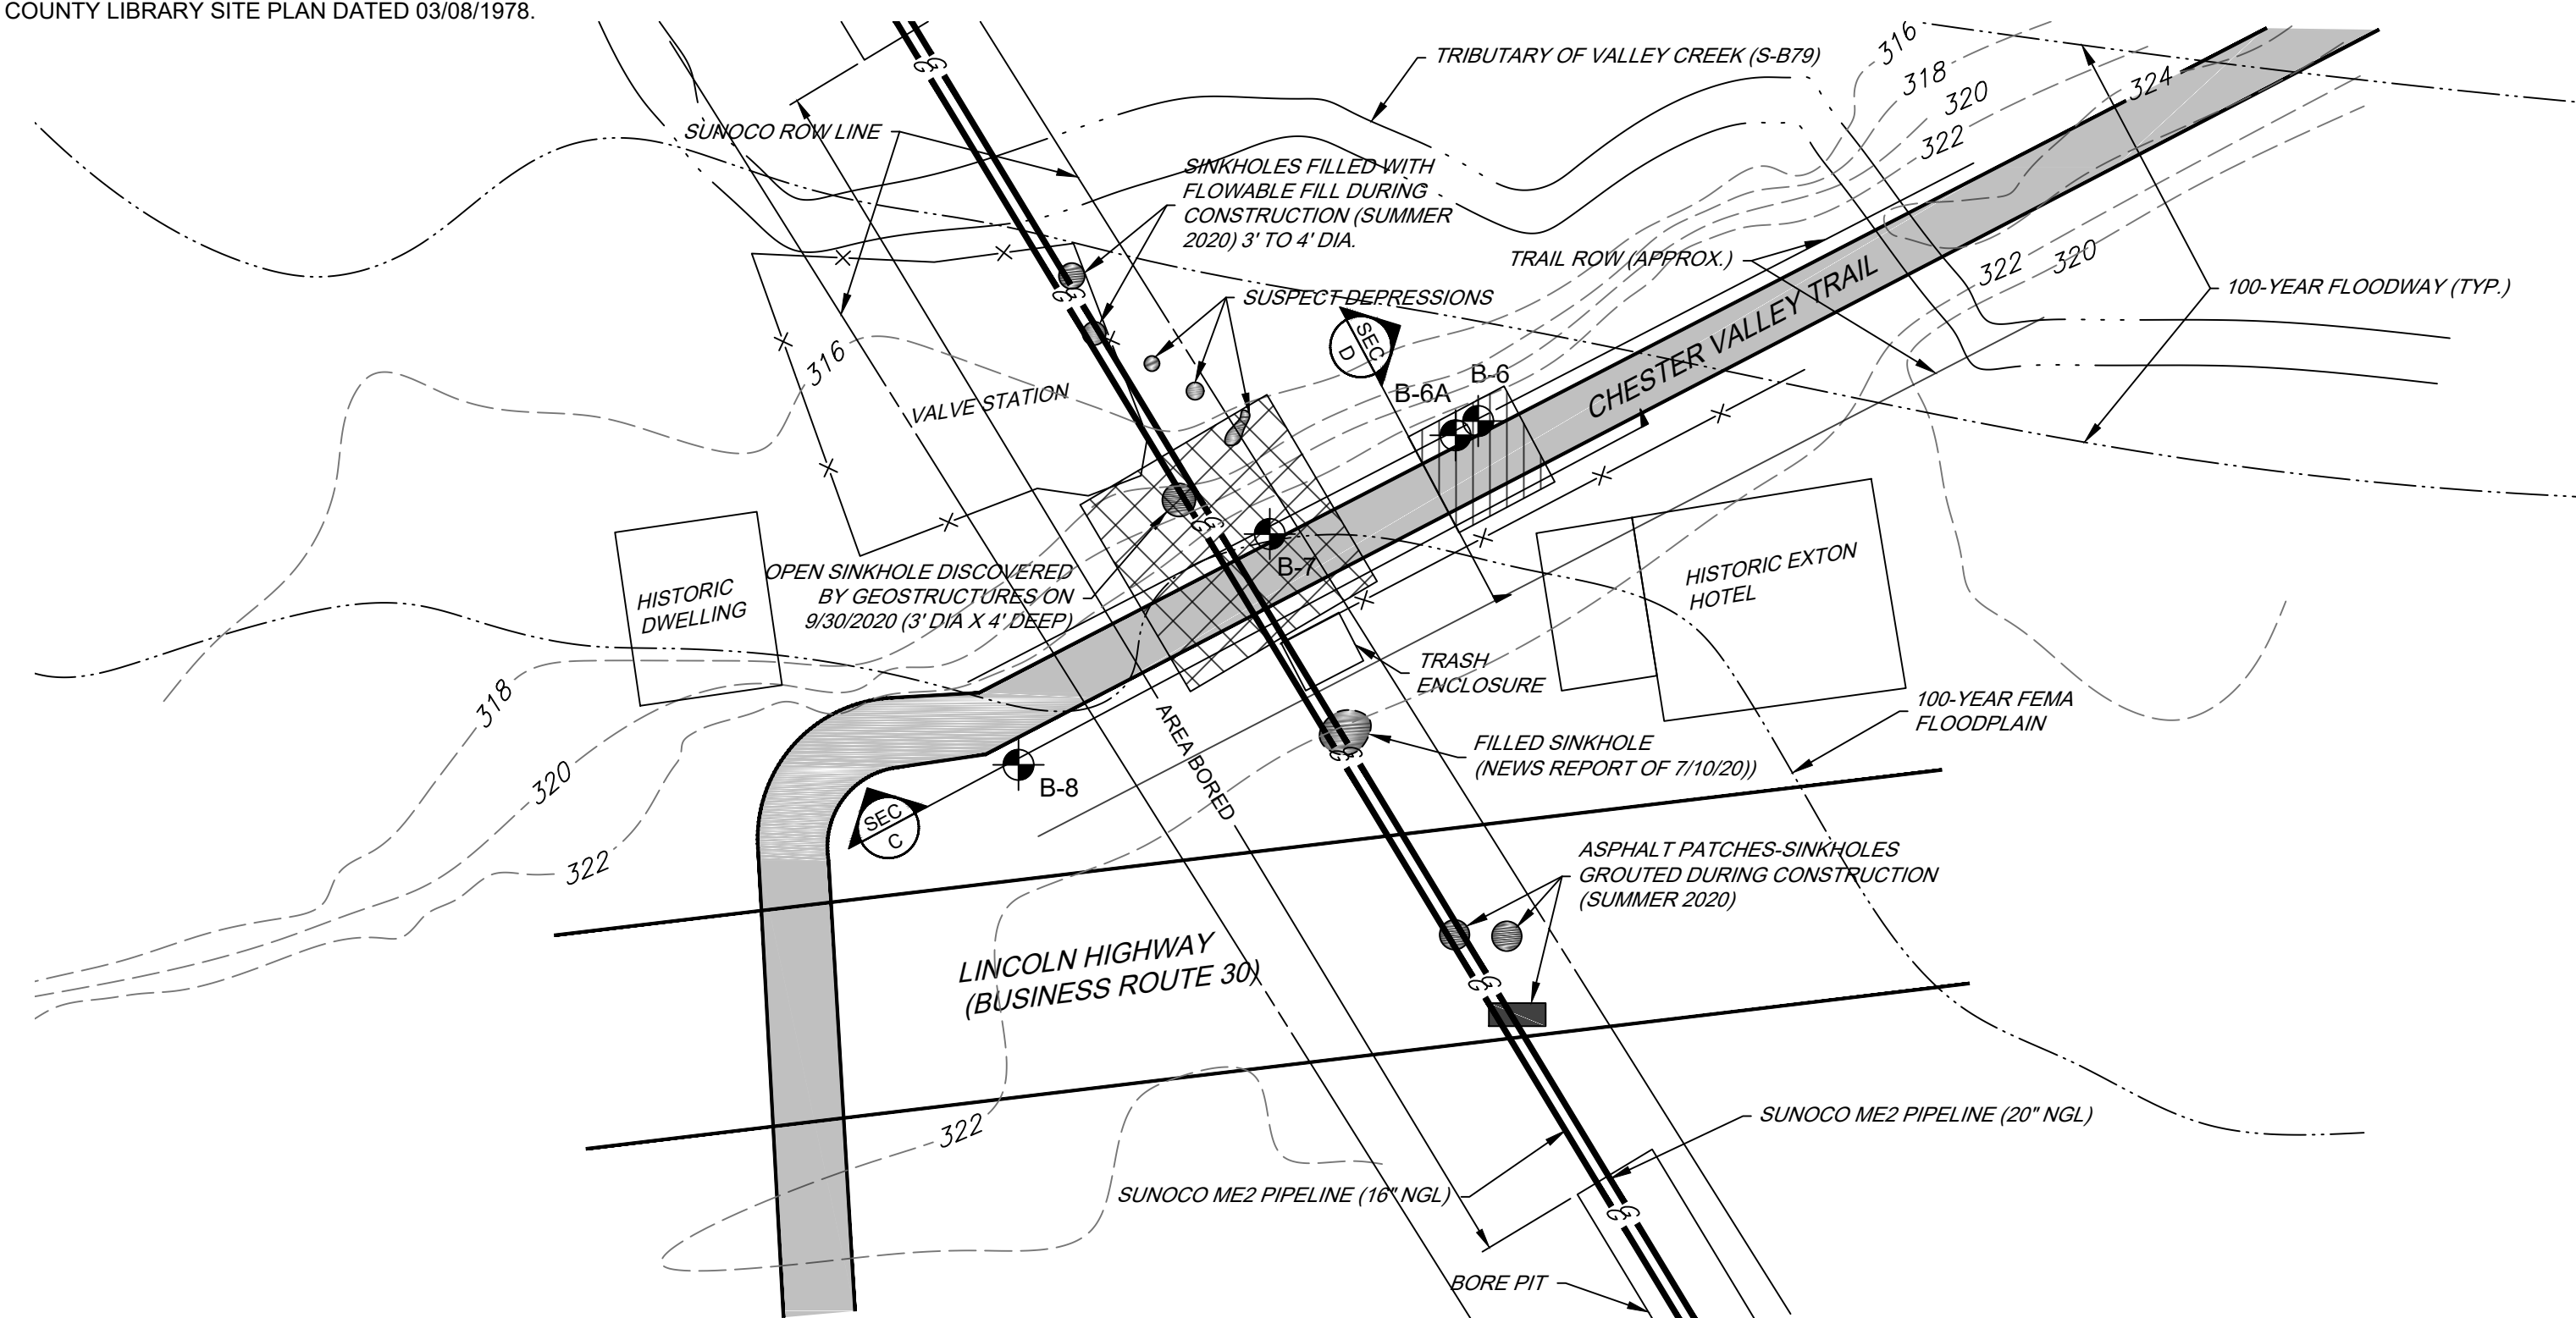 COUNTY LIBRARY SITE PLAN DATED 03/08/1978.
TRIBUTARY OF VALLEY CREEK (S-B79)
316
318
320
322
324
SUNOCO ROW LINE
SINKHOLES FILLED WITH
FLOWABLE FILL DURING
CONSTRUCTION (SUMMER
2020) 3' TO 4' DIA.
TRAIL ROW (APPROX.)
322
320
100-YEAR FLOODWAY (TYP.)
SUSPECT DEPRESSIONS
SEC
D
CHESTER VALLEY TRAIL
316
VALVE STATION
B-6A
B-6
G
G
G
G
G
G
B-7
HISTORIC
DWELLING
OPEN SINKHOLE DISCOVERED
BY GEOSTRUCTURES ON
9/30/2020 (3' DIA X 4' DEEP)
HISTORIC EXTON
HOTEL
TRASH
ENCLOSURE
318
320
322
100-YEAR FEMA
FLOODPLAIN
AREA BORED
FILLED SINKHOLE
(NEWS REPORT OF 7/10/20))
G
G
B-8
SEC
C
ASPHALT PATCHES-SINKHOLES
GROUTED DURING CONSTRUCTION
(SUMMER 2020)
LINCOLN HIGHWAY
(BUSINESS ROUTE 30)
G
G
322
SUNOCO ME2 PIPELINE (20" NGL)
SUNOCO ME2 PIPELINE (16" NGL)
G
G
BORE PIT